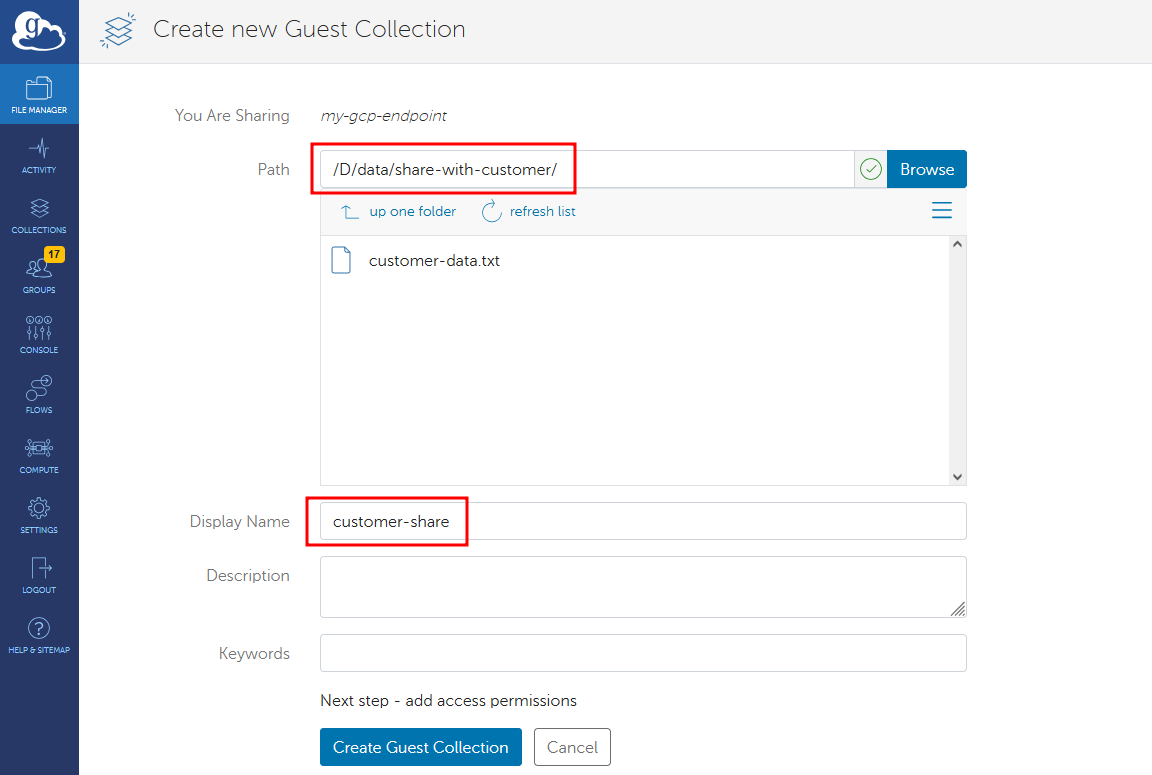 g
Create new Guest Collection
FILE MANAGER
ACTIVITY
COLLECTIONS
17
GROUPS
CONSOLE
FLOWS
COMPUTE
SETTINGS
LOGOUT
HELP & SITEMAP
You Are Sharing my-gcp-endpoint
Path /D/data/share-with-customer/ Browse
up one folder refresh list
customer-data.txt
Display Name customer-share
Description
Keywords
Next step - add access permissions
Create Guest Collection Cancel